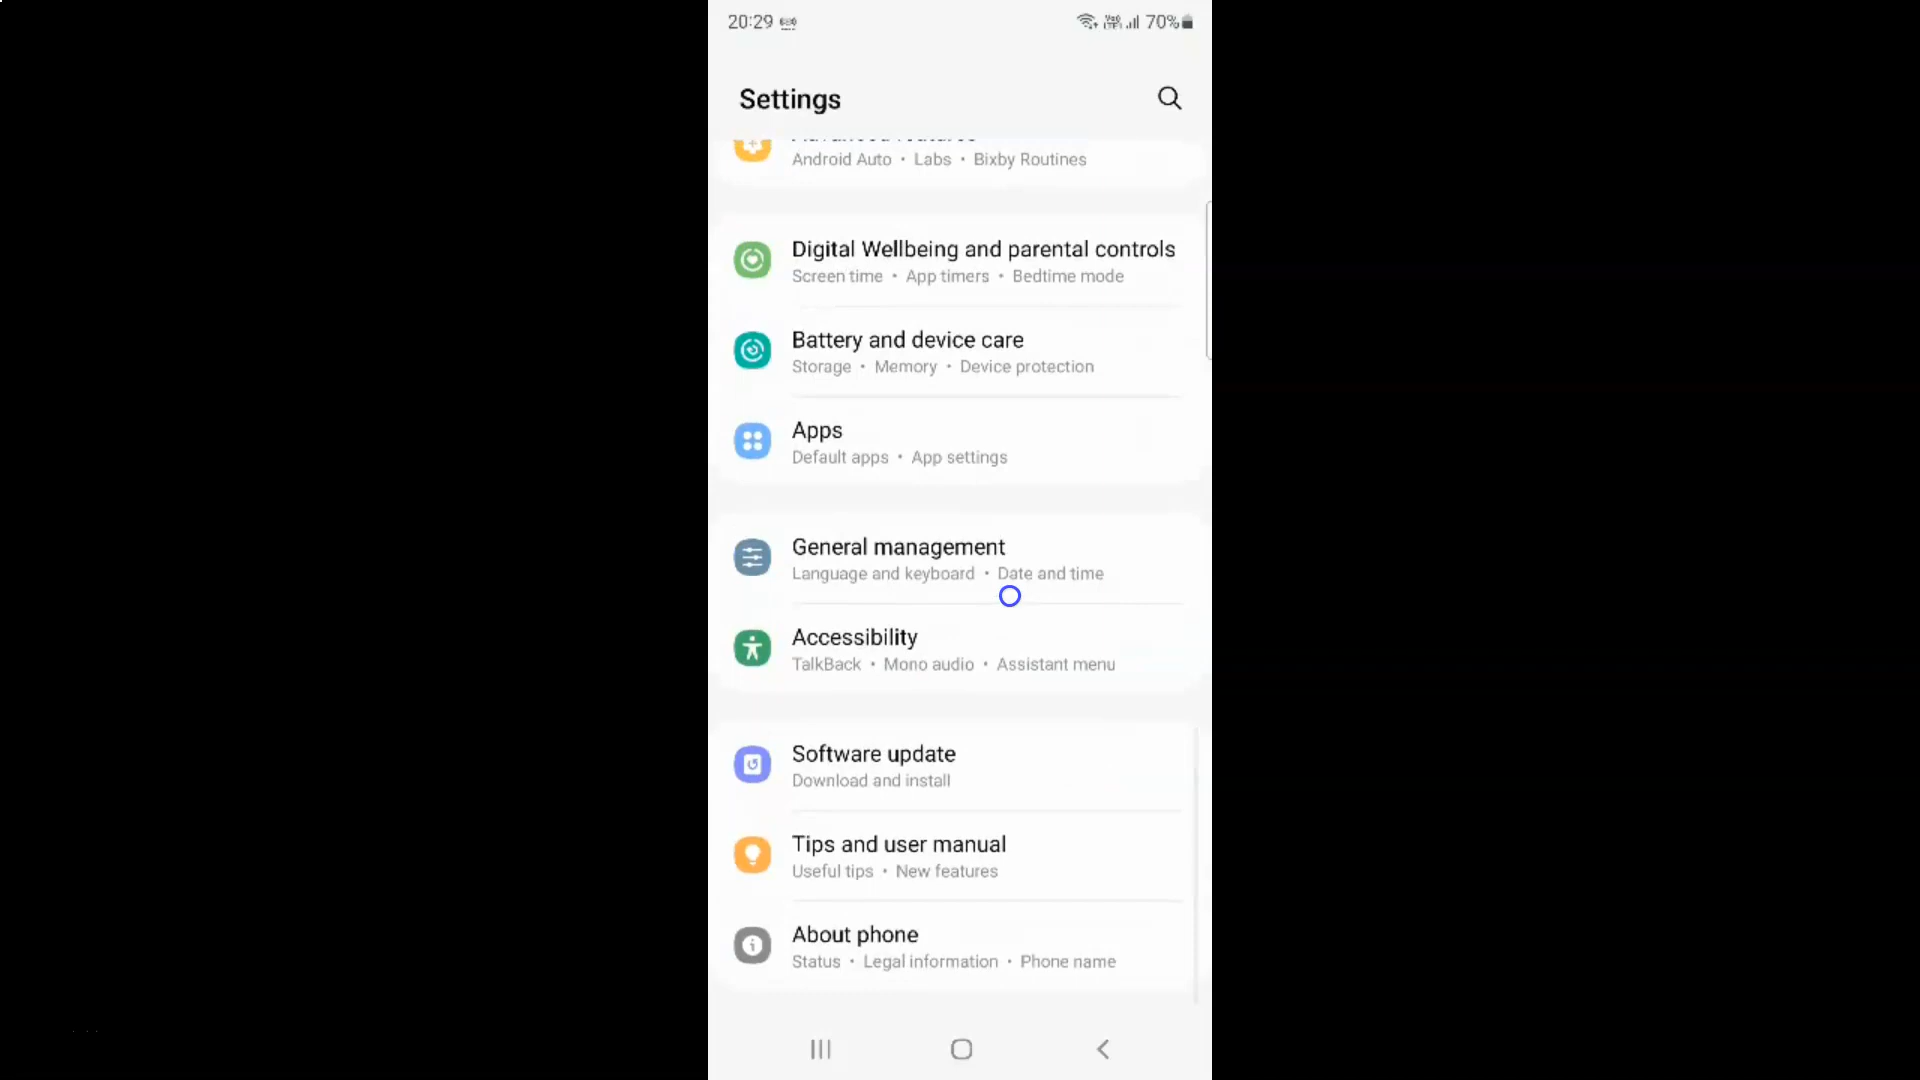 20:29
70%
Settings
Android Auto • Labs • Bixby Routines
Digital Wellbeing and parental controls
Screen time • App timers • Bedtime mode
Battery and device care
Storage • Memory • Device protection
Apps
Default apps • App settings
General management
Language and keyboard • Date and time
Accessibility
TalkBack • Mono audio • Assistant menu
Software update
Download and install
Tips and user manual
Useful tips • New features
About phone
Status • Legal information • Phone name